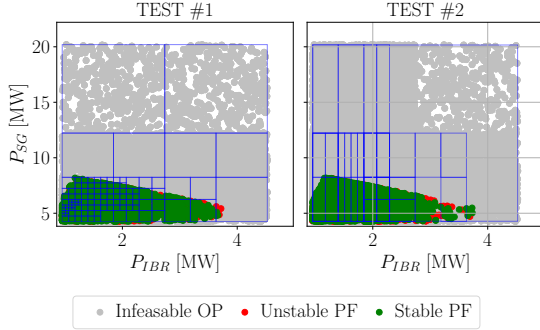 TEST #1
TEST #2
P_SG [MW]
20
15
10
5
2
4
2
4
P_IBR [MW]
P_IBR [MW]
Infeasable OP
Unstable PF
Stable PF